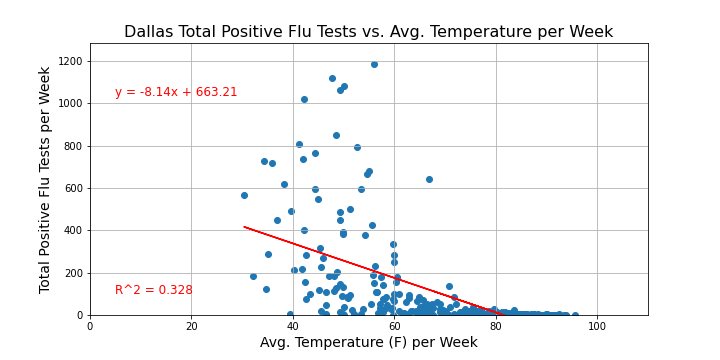 Dallas Total Positive Flu Tests vs. Avg. Temperature per Week
Total Positive Flu Tests per Week
1200
1000
800
600
400
200
0
y = -8.14x + 663.21
R^2 = 0.328
0 20 40 60 80 100
Avg. Temperature (F) per Week